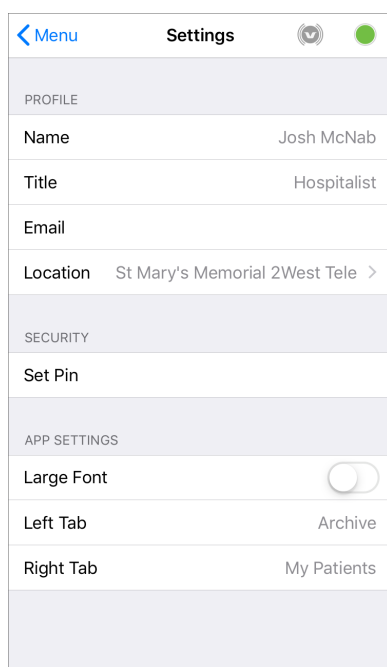 Menu
Settings
PROFILE
Name Josh McNab
Title Hospitalist
Email
Location St Mary's Memorial 2West Tele
SECURITY
Set Pin
APP SETTINGS
Large Font
Left Tab Archive
Right Tab My Patients